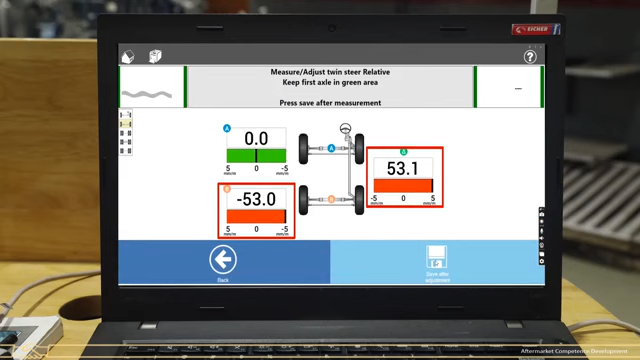 EICHER
Measure/Adjust twin steer Relative
Keep first axle in green area
?
Press save after measurement
---
A
0.0
5 0 -5
mm/m mm/m
A
A
53.1
-5 0 5
mm/m mm/m
B
-53.0
5 0 -5
mm/m mm/m
B
Back
Save after
adjustment
Aftermarket Competence Development